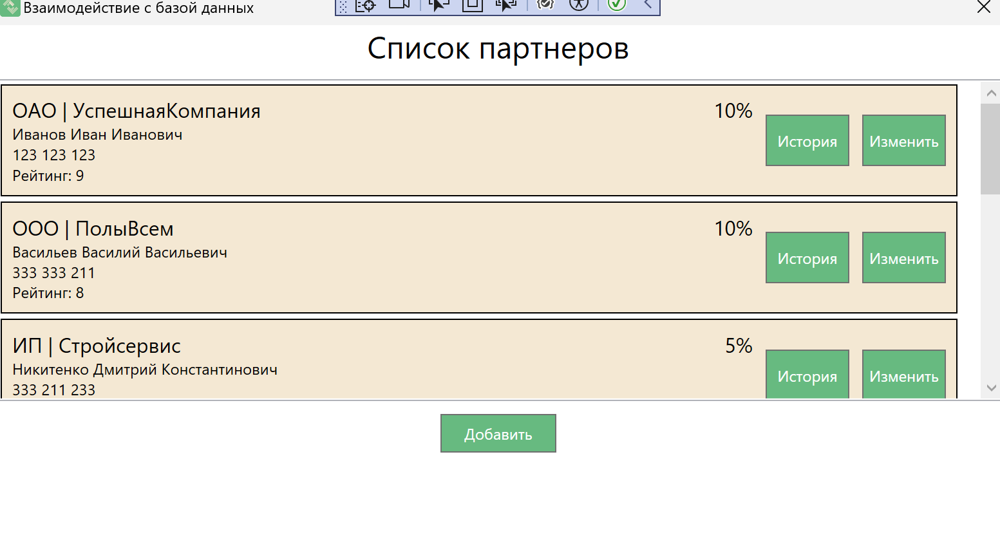 Взаимодействие с базой данных
Список партнеров
ОАО | УспешнаяКомпания
10%
Иванов Иван Иванович
123 123 123
Рейтинг: 9
История
Изменить
ООО | ПолыВсем
10%
Васильев Василий Васильевич
333 333 211
Рейтинг: 8
История
Изменить
ИП | Стройсервис
5%
Никитенко Дмитрий Константинович
333 211 233
История
Изменить
Добавить